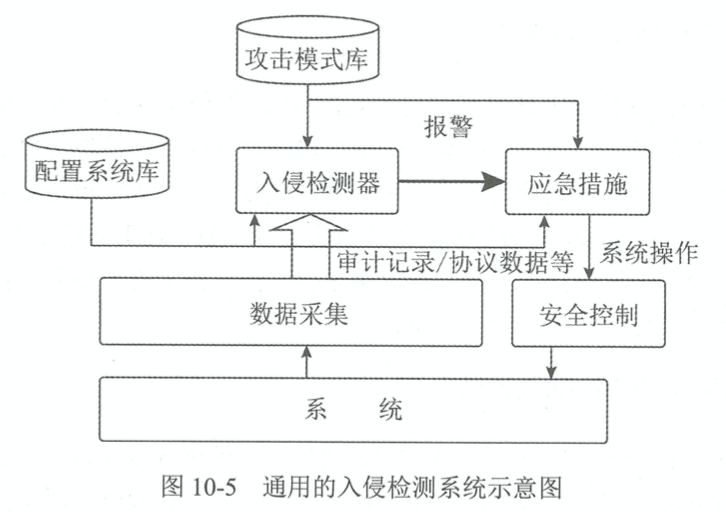 攻击模式库
报警
配置系统库
入侵检测器
应急措施
审计记录/协议数据等
系统操作
数据采集
安全控制
系 统
图 10-5 通用的入侵检测系统示意图